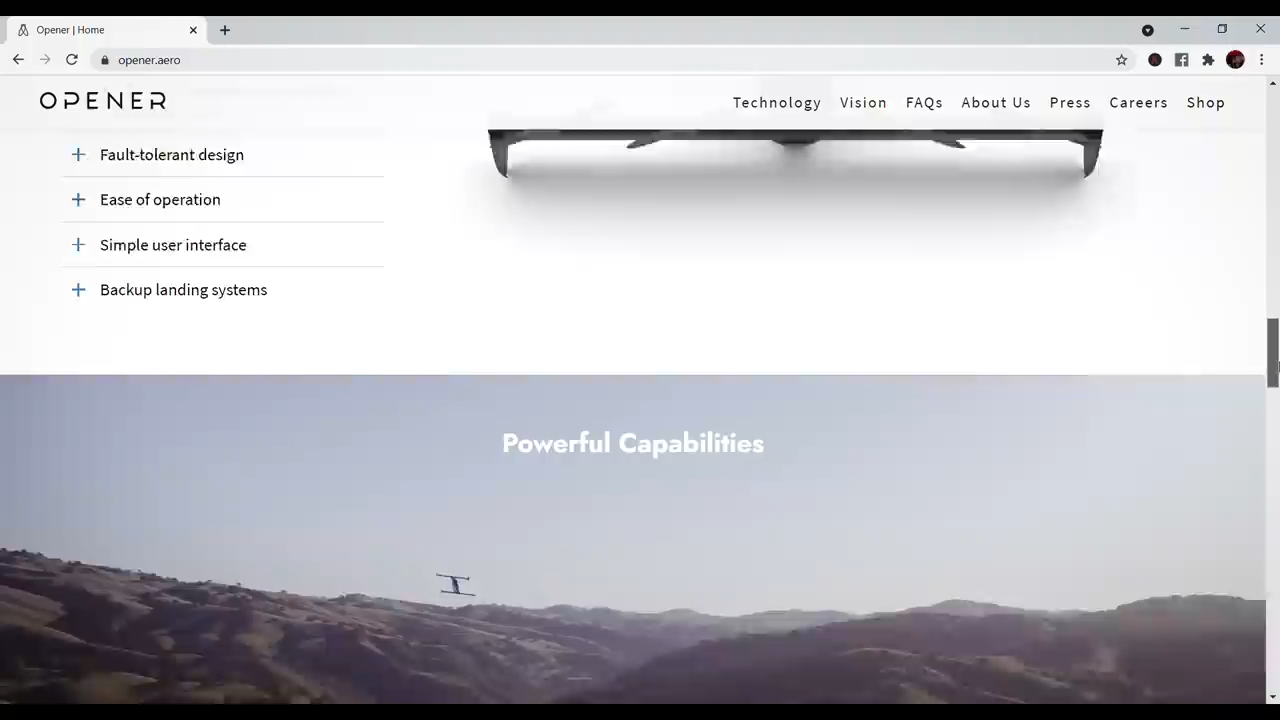 Opener | Home
opener.aero
OPENER
Technology Vision FAQs About Us Press Careers Shop
Fault-tolerant design
Ease of operation
Simple user interface
Backup landing systems
Powerful Capabilities